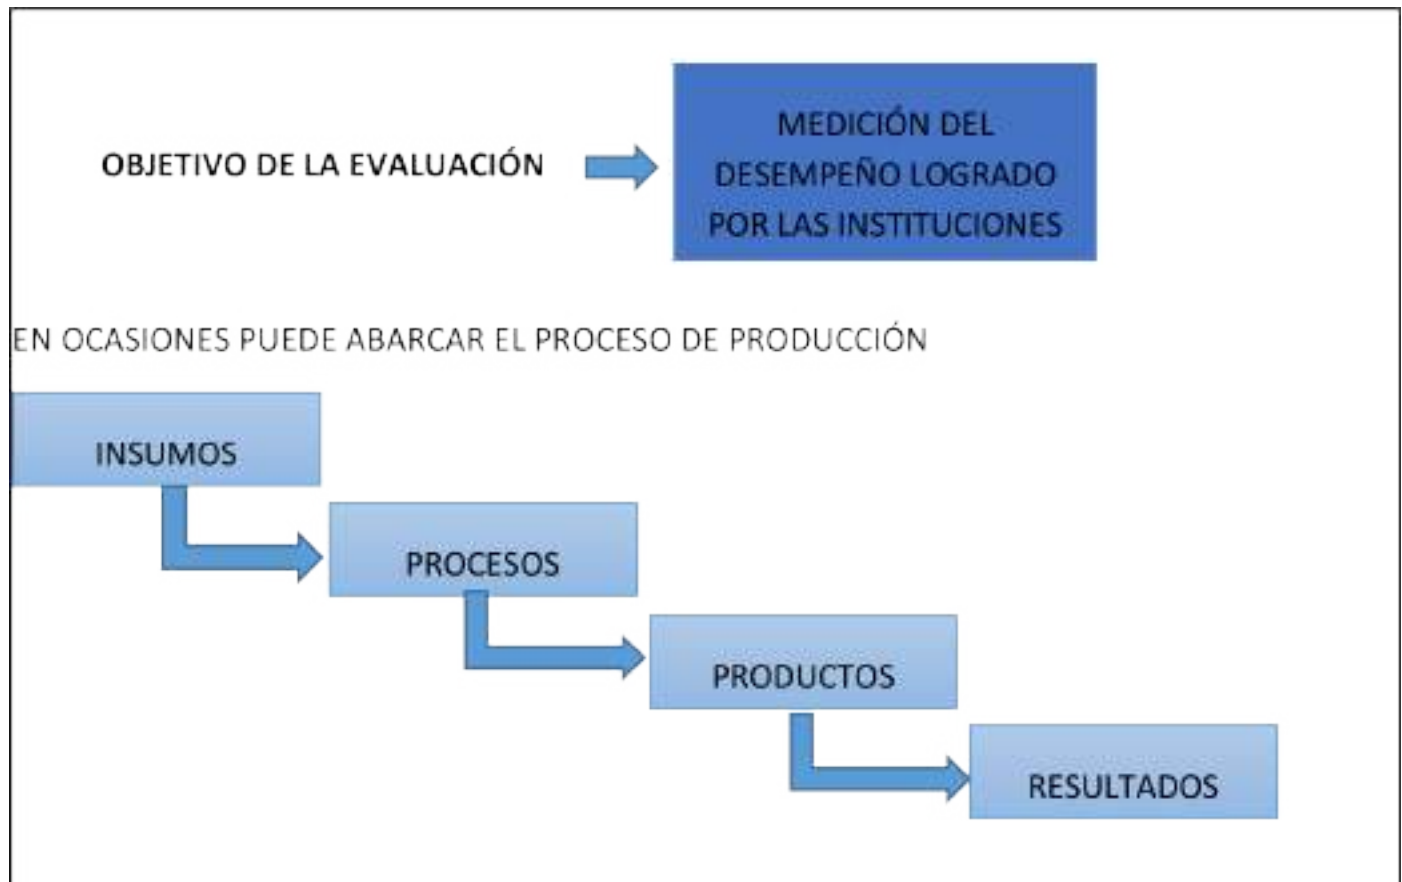 OBJETIVO DE LA EVALUACIÓN
MEDICIÓN DEL
DESEMPEÑO LOGRADO
POR LAS INSTITUCIONES
EN OCASIONES PUEDE ABARCAR EL PROCESO DE PRODUCCIÓN
INSUMOS
PROCESOS
PRODUCTOS
RESULTADOS